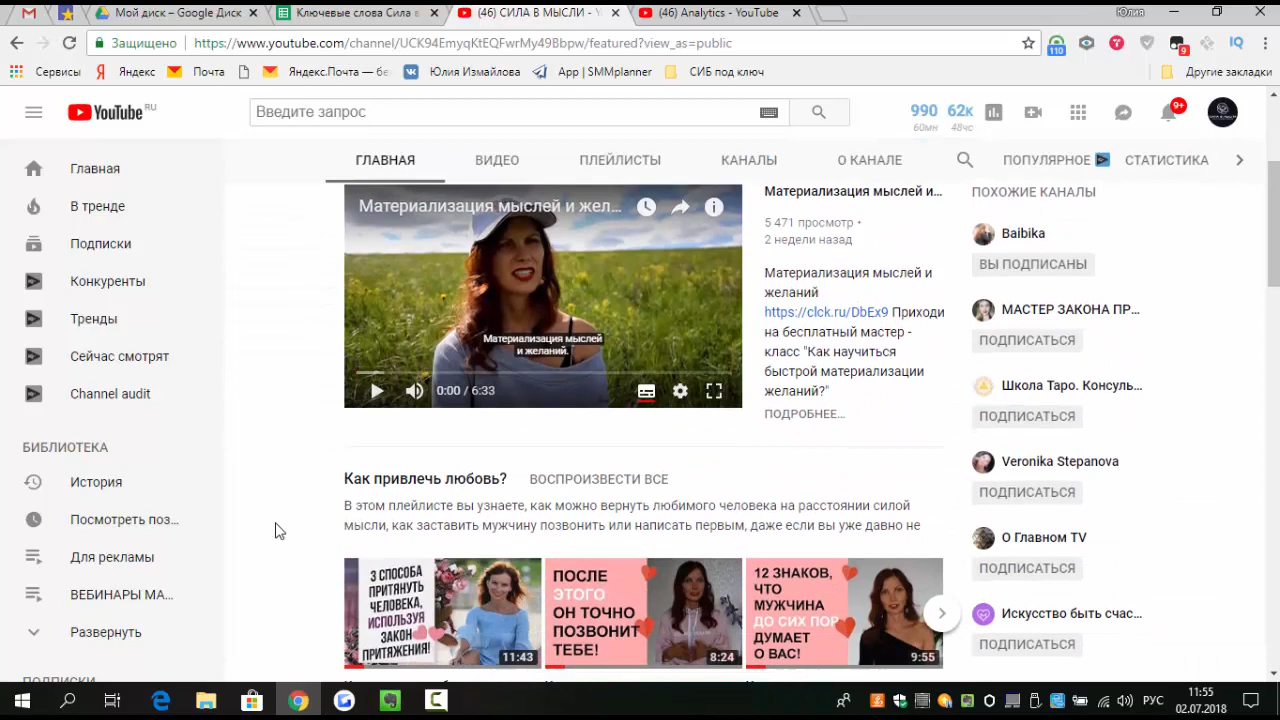 Мой диск – Google Диск
Ключевые слова Сила в
(46) СИЛА В МЫСЛИ - Y
(46) Analytics - YouTube
Юлия
Защищено
https://www.youtube.com/channel/UCK94EmyqKtEQFwrMy49Bbpw/featured?view_as=public
110
9
IQ
Сервисы
Яндекс
Почта
Яндекс.Почта — бе
Юлия Измайлова
App | SMMplanner
СИБ под ключ
Другие закладки
YouTube RU
Введите запрос
990
60мн
62к
48чс
9+
ГЛАВНАЯ
ВИДЕО
ПЛЕЙЛИСТЫ
КАНАЛЫ
О КАНАЛЕ
ПОПУЛЯРНОЕ
СТАТИСТИКА
Главная
В тренде
Подписки
Конкуренты
Тренды
Сейчас смотрят
Channel audit
БИБЛИОТЕКА
История
Посмотреть поз...
Для рекламы
ВЕБИНАРЫ МА...
Развернуть
Материализация мыслей и жел...
Материализация мыслей
и желаний.
0:00 / 6:33
Материализация мыслей и...
5 471 просмотр •
2 недели назад
Материализация мыслей и
желаний
https://clck.ru/DbEx9 Приходи
на бесплатный мастер -
класс "Как научиться
быстрой материализации
желаний?"
ПОДРОБНЕЕ...
Как привлечь любовь?
ВОСПРОИЗВЕСТИ ВСЕ
В этом плейлисте вы узнаете, как можно вернуть любимого человека на расстоянии силой
мысли, как заставить мужчину позвонить или написать первым, даже если вы уже давно не
3 СПОСОБА
ПРИТЯНУТЬ
ЧЕЛОВЕКА,
ИСПОЛЬЗУЯ
ЗАКОН
ПРИТЯЖЕНИЯ!
11:43
ПОСЛЕ
ЭТОГО
ОН ТОЧНО
ПОЗВОНИТ
ТЕБЕ!
8:24
12 ЗНАКОВ,
ЧТО
МУЖЧИНА
ДО СИХ ПОР
ДУМАЕТ
О ВАС!
9:55
ПОХОЖИЕ КАНАЛЫ
Baibika
ВЫ ПОДПИСАНЫ
МАСТЕР ЗАКОНА ПР...
ПОДПИСАТЬСЯ
Школа Таро. Консуль...
ПОДПИСАТЬСЯ
Veronika Stepanova
ПОДПИСАТЬСЯ
О Главном TV
ПОДПИСАТЬСЯ
Искусство быть счас...
ПОДПИСАТЬСЯ
РУС
11:55
02.07.2018